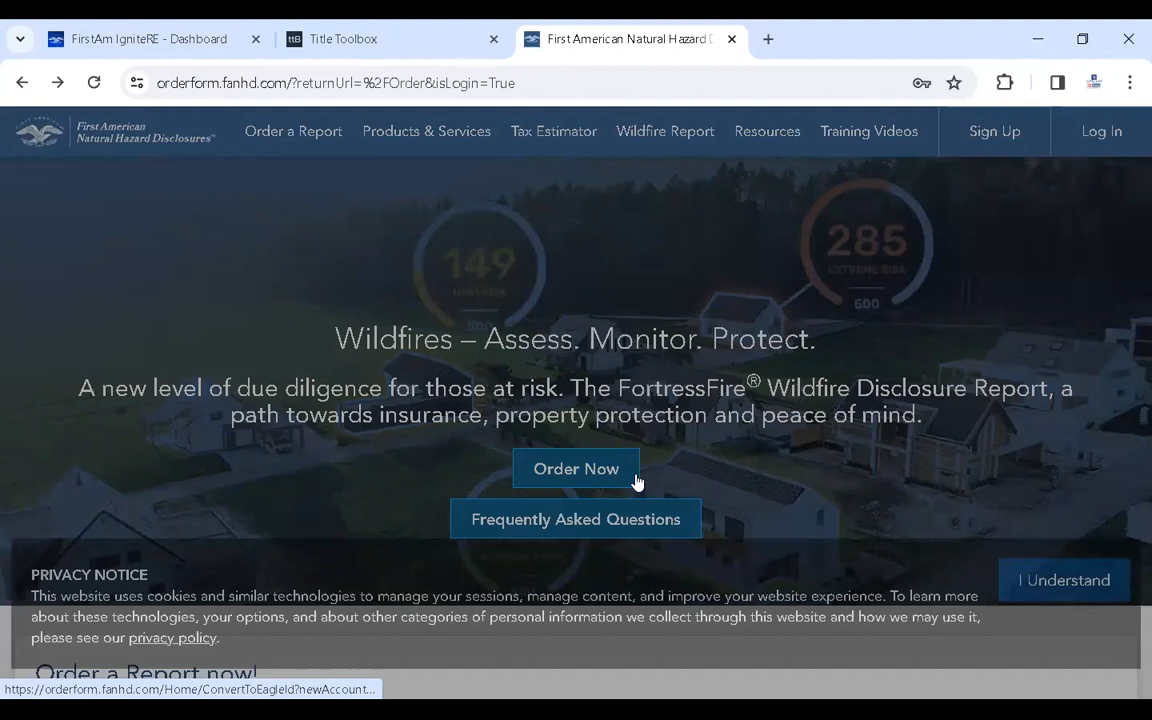 FirstAm IgniteRE - Dashboard
ttB
Title Toolbox
First American Natural Hazard D
orderform.fanhd.com/?returnUrl=%2FOrder&isLogin=True
First American
Natural Hazard Disclosures™
Order a Report
Products & Services
Tax Estimator
Wildfire Report
Resources
Training Videos
Sign Up
Log In
149
285
EXTREME RISK
500
Wildfires – Assess. Monitor. Protect.
A new level of due diligence for those at risk. The FortressFire® Wildfire Disclosure Report, a
path towards insurance, property protection and peace of mind.
Order Now
Frequently Asked Questions
PRIVACY NOTICE
This website uses cookies and similar technologies to manage your sessions, manage content, and improve your website experience. To learn more
about these technologies, your options, and about other categories of personal information we collect through this website and how we may use it,
please see our privacy policy.
I Understand
Order a Report now!
https://orderform.fanhd.com/Home/ConvertToEagleId?newAccount...